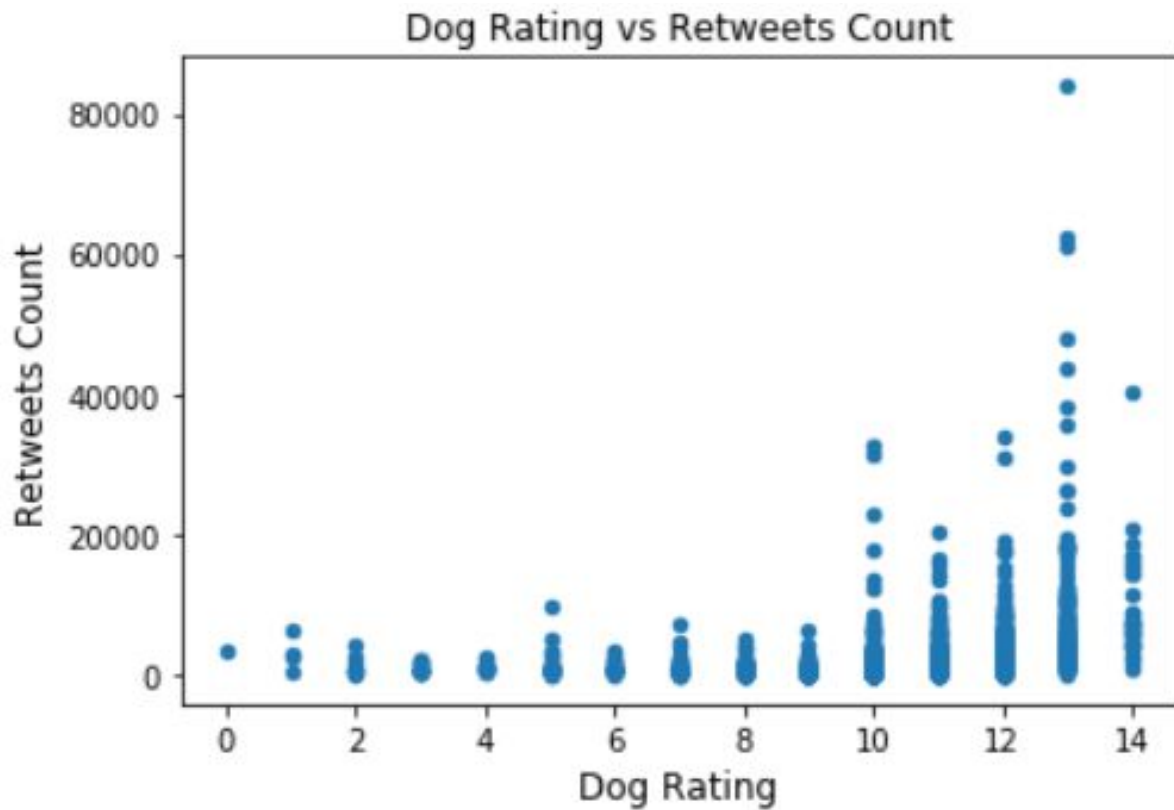 Dog Rating vs Retweets Count
80000
60000
40000
20000
0
Retweets Count
0 2 4 6 8 10 12 14
Dog Rating